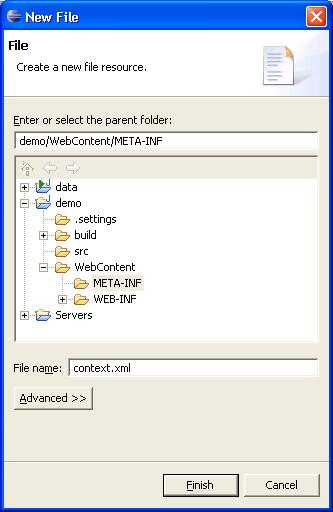 New File
File
Create a new file resource.
Enter or select the parent folder:
demo/WebContent/META-INF
data
demo
.settings
build
src
WebContent
META-INF
WEB-INF
Servers
File name: context.xml
Advanced >>
Finish Cancel